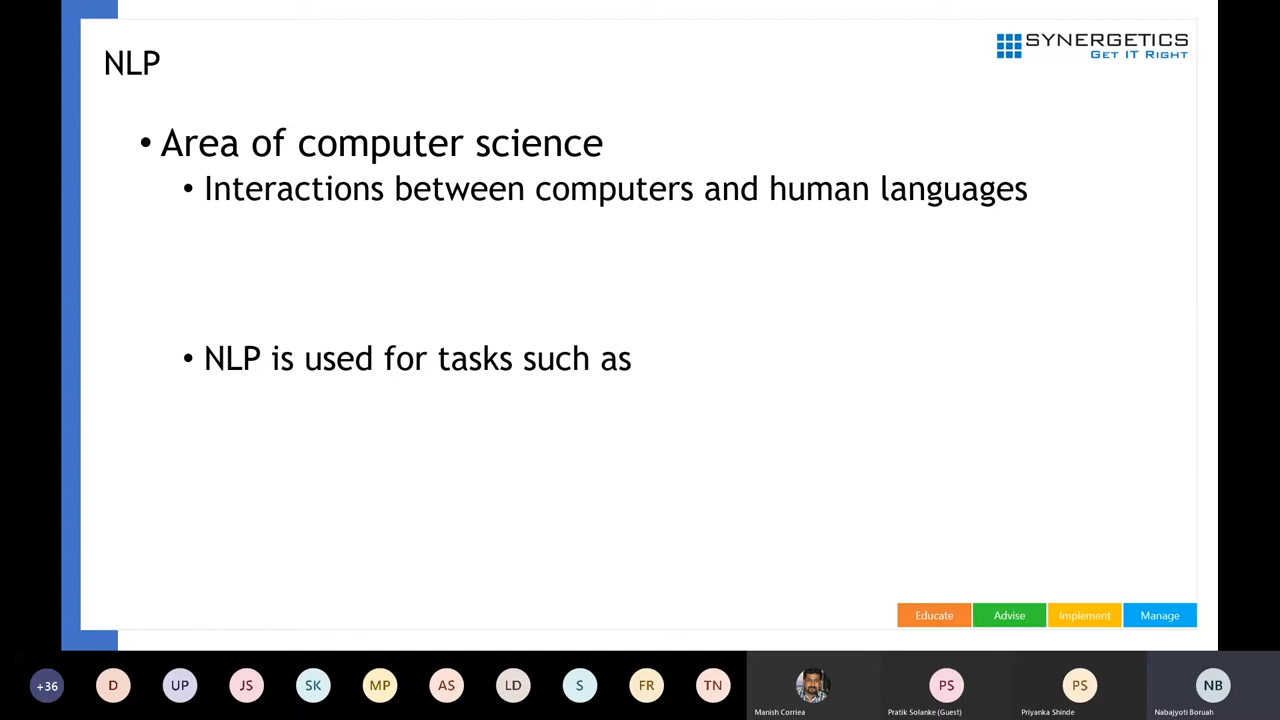 SYNERGETICS
GET IT RIGHT
NLP
• Area of computer science
• Interactions between computers and human languages
• NLP is used for tasks such as
Educate Advise Implement Manage
+36 D UP JS SK MP AS LD S FR TN PS PS NB
Manish Corriea Pratik Solanke (Guest) Priyanka Shinde Nabajyoti Boruah